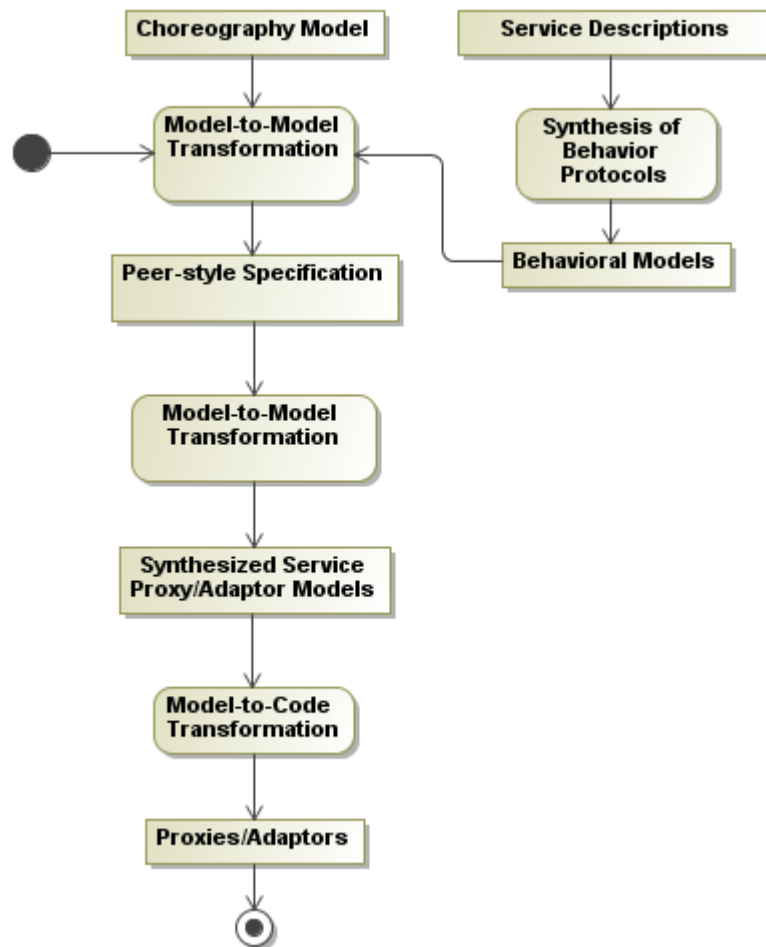 Choreography Model
Service Descriptions
Model-to-Model
Transformation
Synthesis of
Behavior
Protocols
Peer-style Specification
Behavioral Models
Model-to-Model
Transformation
Synthesized Service
Proxy/Adaptor Models
Model-to-Code
Transformation
Proxies/Adaptors